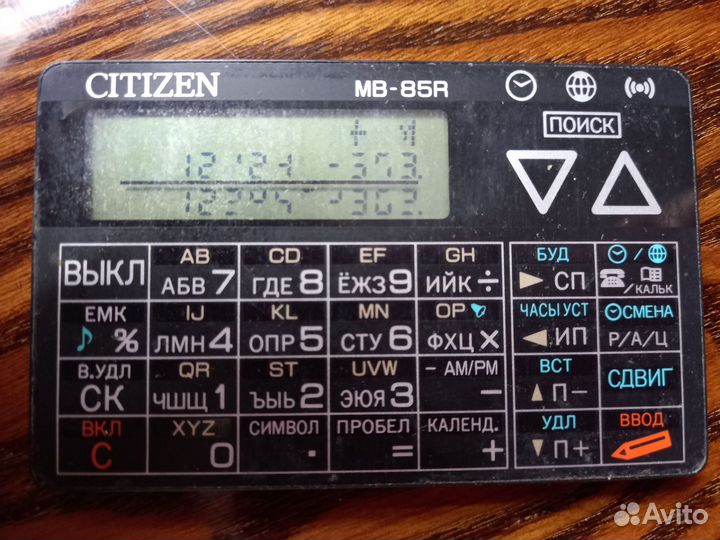 CITIZEN MB-85R
ПОИСК
AB CD EF GH БУД
ВЫКЛ АБВ 7 ГДЕ 8 ЁЖЗ 9 ИЙК ÷ ▶ СП /КАЛЬК
ЕМК IJ KL MN OP ЧАСЫ УСТ СМЕНА
♪ % ЛМН 4 ОПР 5 СТУ 6 ФХЦ × ◀ ИП Р/А/Ц
В.УДЛ QR ST UVW - AM/PM ВСТ СДВИГ
СК ЧШЩ 1 ЪЫЬ 2 ЭЮЯ 3 − ▲ П−
ВКЛ XYZ СИМВОЛ ПРОБЕЛ КАЛЕНД. УДЛ ВВОД
C 0 · = + ▼ П+
Avito